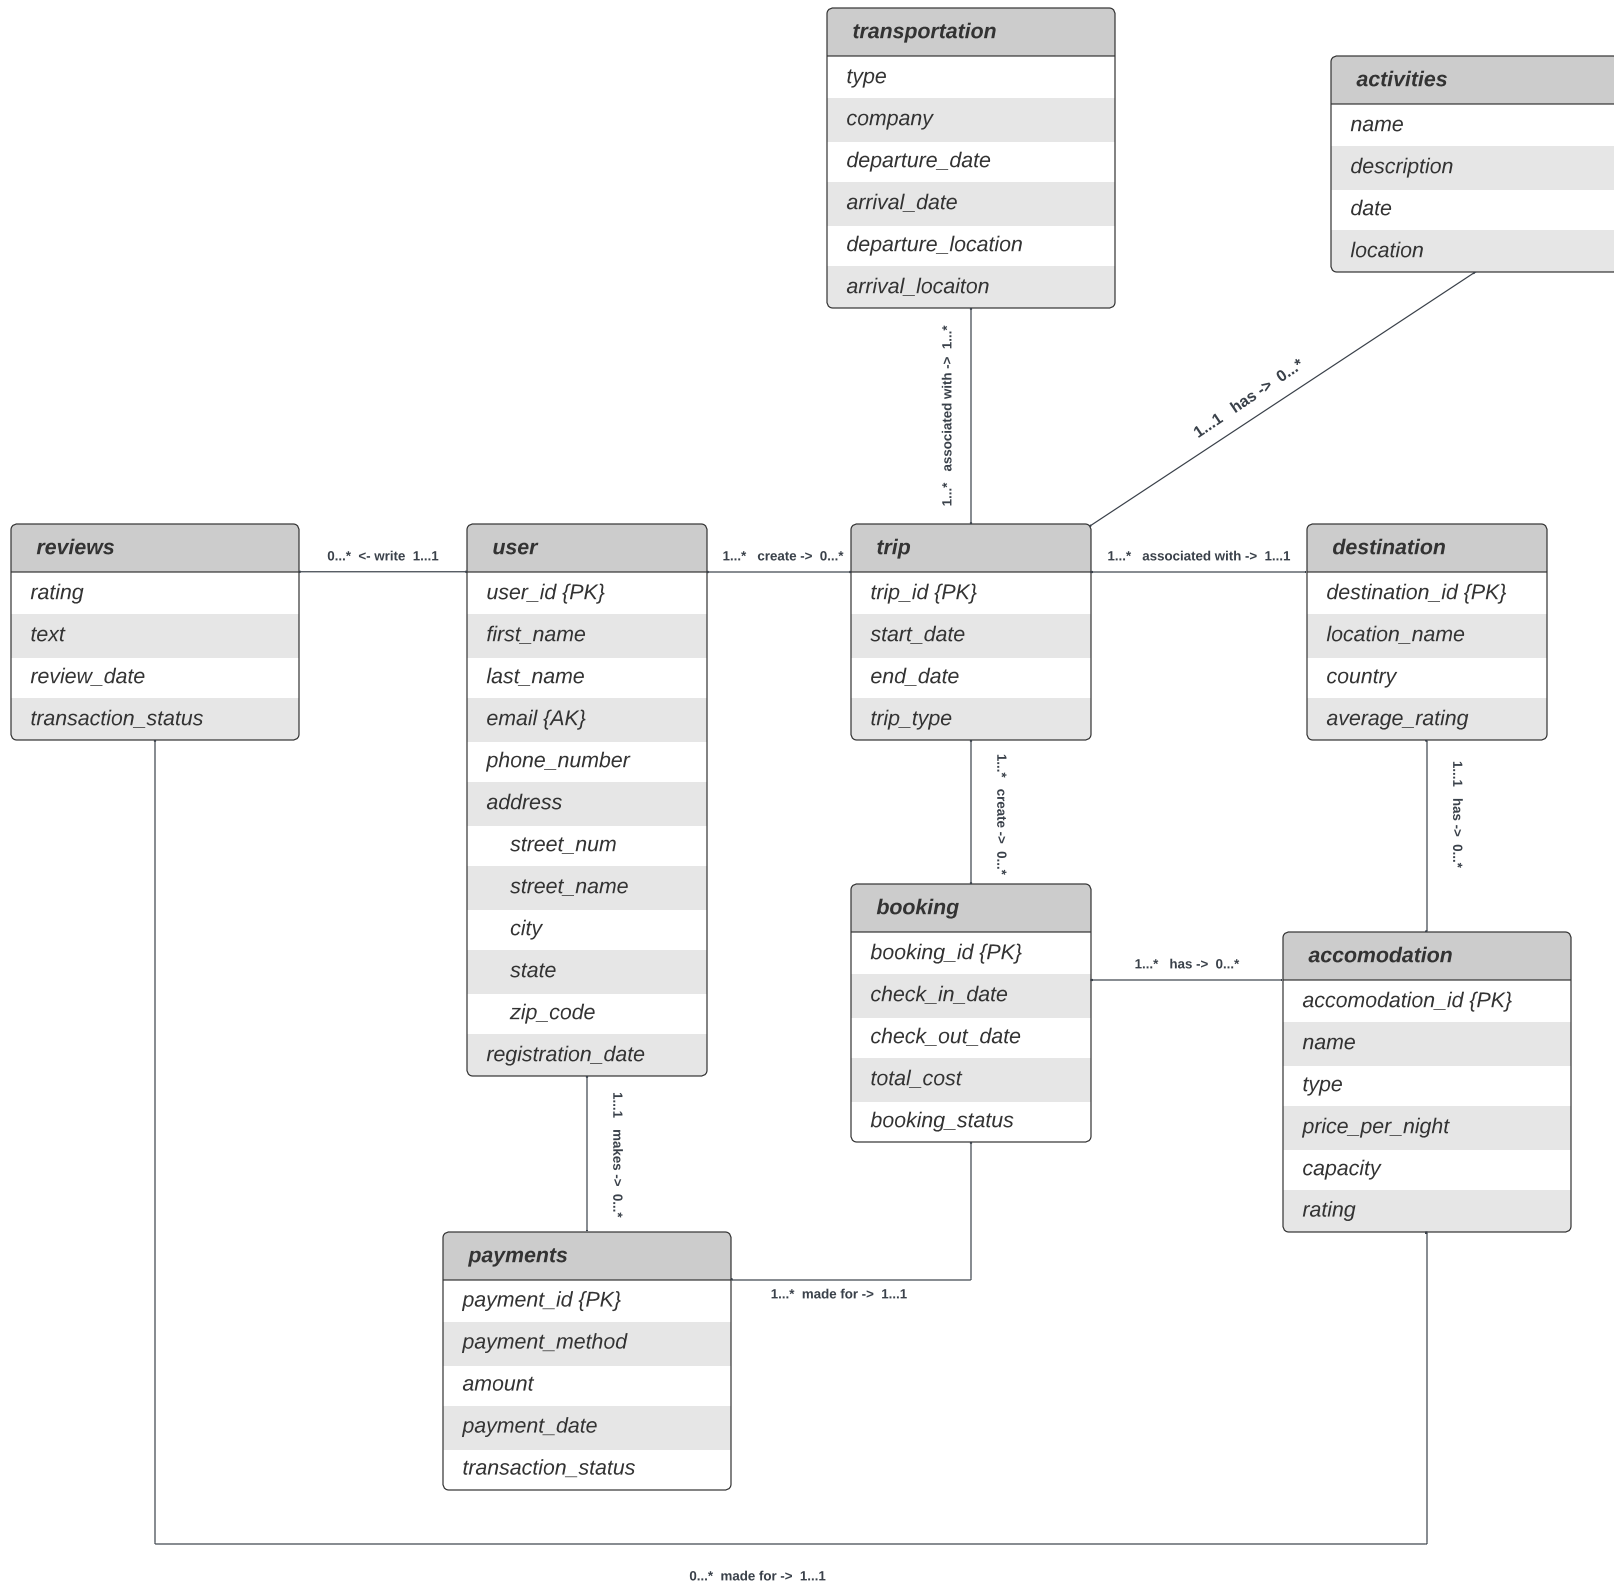 transportation
type
company
departure_date
arrival_date
departure_location
arrival_locaiton
activities
name
description
date
location
1...* associated with -> 1...*
1...1 has -> 0...*
reviews
rating
text
review_date
transaction_status
0...* <- write 1...1
user
user_id {PK}
first_name
last_name
email {AK}
phone_number
address
street_num
street_name
city
state
zip_code
registration_date
1...* create -> 0...*
trip
trip_id {PK}
start_date
end_date
trip_type
1...* associated with -> 1...1
destination
destination_id {PK}
location_name
country
average_rating
1...* create -> 0...*
1...1 has -> 0...*
booking
booking_id {PK}
check_in_date
check_out_date
total_cost
booking_status
1...* has -> 0...*
accomodation
accomodation_id {PK}
name
type
price_per_night
capacity
rating
1...1 makes -> 0...*
payments
payment_id {PK}
payment_method
amount
payment_date
transaction_status
1...* made for -> 1...1
0...* made for -> 1...1